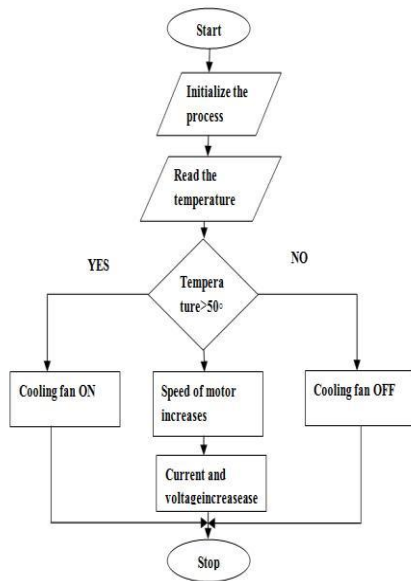 Start
Initialize the
process
Read the
temperature
YES
NO
Tempera
ture>50◦
Cooling fan ON
Speed of motor
increases
Cooling fan OFF
Current and
voltageincreasease
Stop